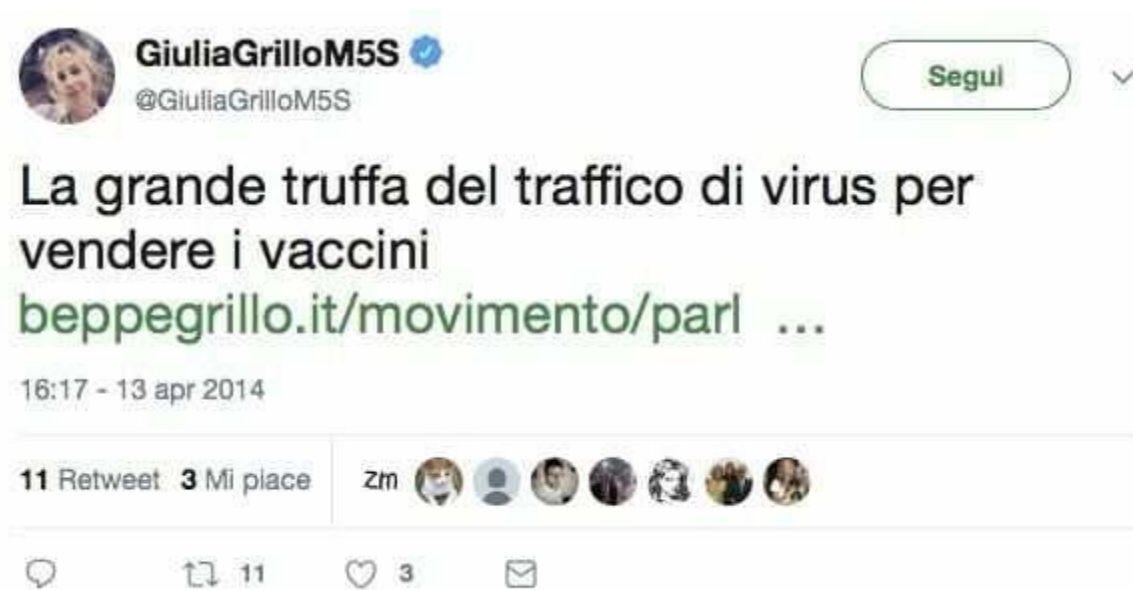 GiuliaGrilloM5S
@GiuliaGrilloM5S
Segui
La grande truffa del traffico di virus per
vendere i vaccini
beppegrillo.it/movimento/parl ...
16:17 - 13 apr 2014
11 Retweet 3 Mi piace
zm
11 3